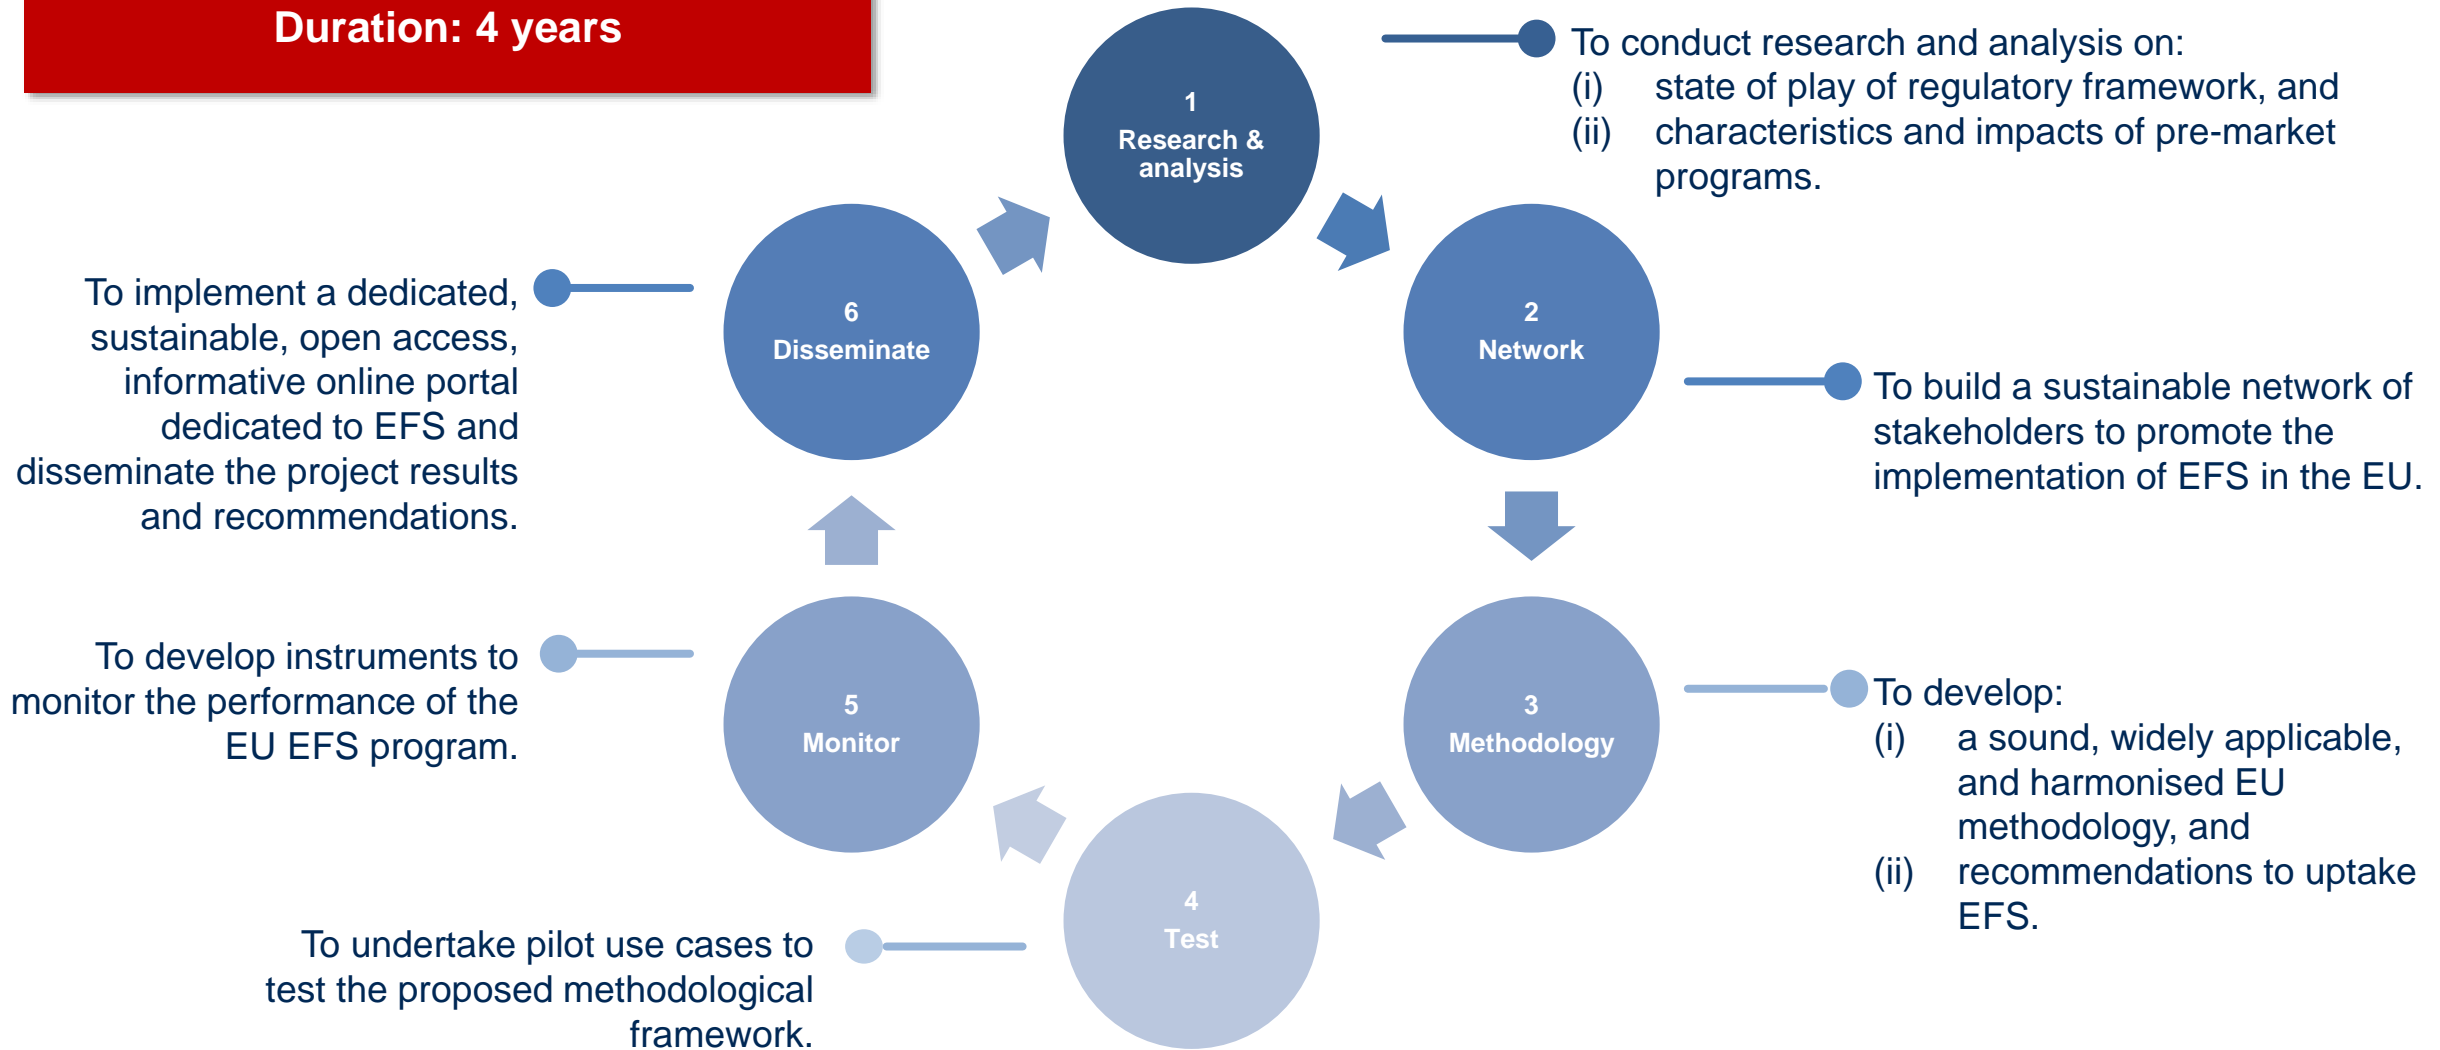 Duration: 4 years
1
Research &
analysis
To conduct research and analysis on:
(i) state of play of regulatory framework, and
(ii) characteristics and impacts of pre-market
programs.
2
Network
To build a sustainable network of
stakeholders to promote the
implementation of EFS in the EU.
3
Methodology
To develop:
(i) a sound, widely applicable,
and harmonised EU
methodology, and
(ii) recommendations to uptake
EFS.
4
Test
To undertake pilot use cases to
test the proposed methodological
framework.
5
Monitor
To develop instruments to
monitor the performance of the
EU EFS program.
6
Disseminate
To implement a dedicated,
sustainable, open access,
informative online portal
dedicated to EFS and
disseminate the project results
and recommendations.